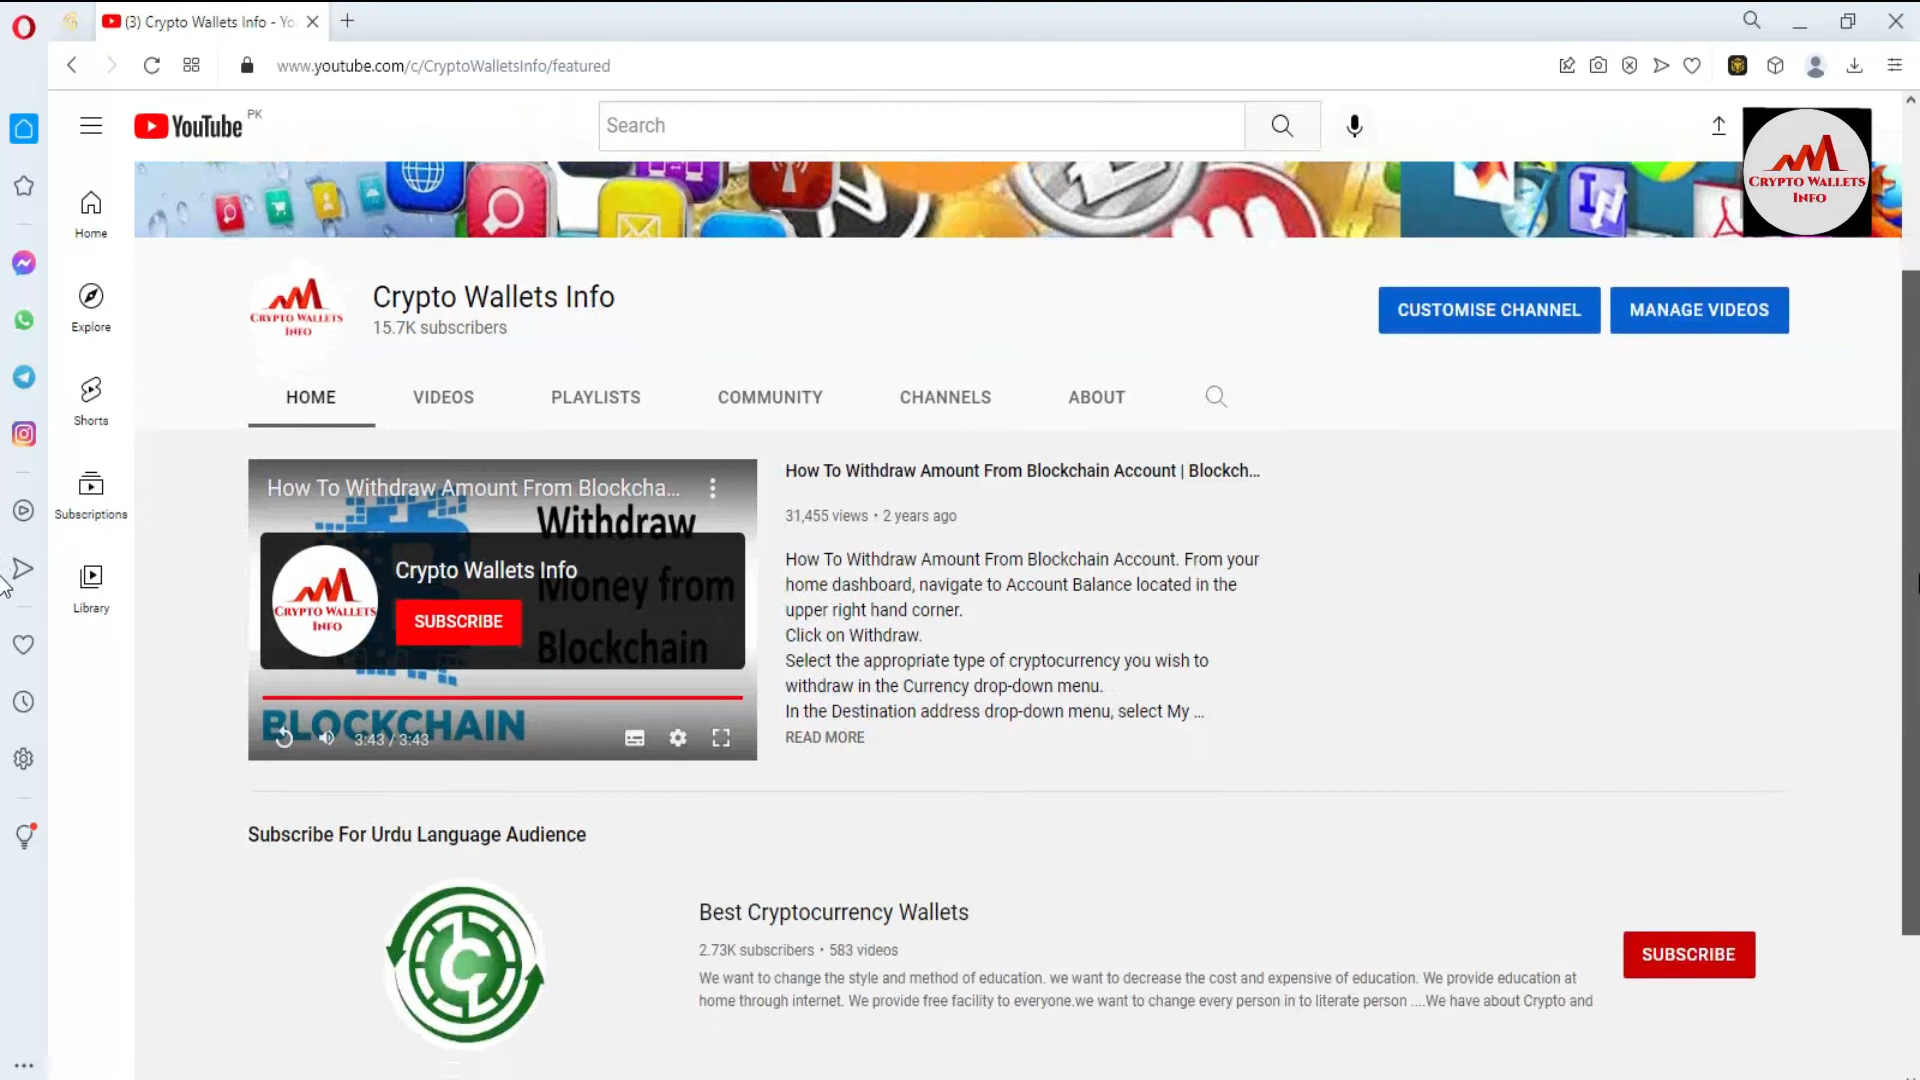 (3) Crypto Wallets Info - Yo
www.youtube.com/c/CryptoWalletsInfo/featured
YouTube PK
Search
CRYPTO WALLETS
INFO
Home
Explore
Shorts
Subscriptions
Library
CRYPTO WALLETS
INFO
Crypto Wallets Info
15.7K subscribers
CUSTOMISE CHANNEL
MANAGE VIDEOS
HOME
VIDEOS
PLAYLISTS
COMMUNITY
CHANNELS
ABOUT
How To Withdraw Amount From Blockcha...
Withdraw
Money from
Blockchain
BLOCKCHAIN
CRYPTO WALLETS
INFO
Crypto Wallets Info
SUBSCRIBE
3:43 / 3:43
How To Withdraw Amount From Blockchain Account | Blockch...
31,455 views • 2 years ago
How To Withdraw Amount From Blockchain Account. From your
home dashboard, navigate to Account Balance located in the
upper right hand corner.
Click on Withdraw.
Select the appropriate type of cryptocurrency you wish to
withdraw in the Currency drop-down menu.
In the Destination address drop-down menu, select My ...
READ MORE
Subscribe For Urdu Language Audience
Best Cryptocurrency Wallets
2.73K subscribers • 583 videos
We want to change the style and method of education. we want to decrease the cost and expensive of education. We provide education at
home through internet. We provide free facility to everyone.we want to change every person in to literate person ....We have about Crypto and
SUBSCRIBE